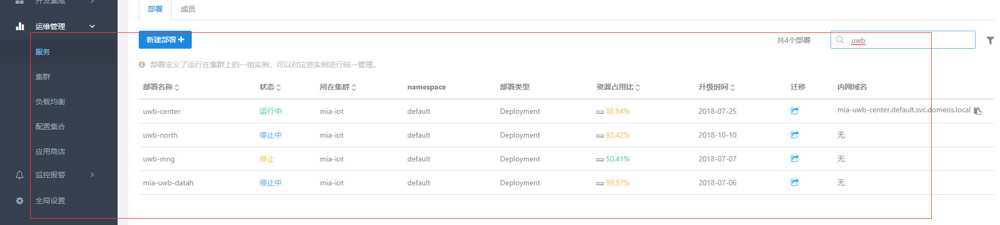 开发集成
部署 成员
运维管理
新建部署 共4个部署 uwb
服务
部署定义了运行在集群上的一组实例，可以对这些实例进行统一管理。
集群
负载均衡
配置集合
应用商店
监控报警
全局设置
部署名称 状态 所在集群 namespace 部署类型 资源占用比 升级时间 迁移 内网域名
uwb-center 运行中 mia-iot default Deployment 88.84% 2018-07-25 mia-uwb-center.default.svc.domeos.local
uwb-north 停止中 mia-iot default Deployment 92.42% 2018-10-10 无
uwb-mng 停止 mia-iot default Deployment 50.41% 2018-07-07 无
mia-uwb-datah 停止中 mia-iot default Deployment 99.97% 2018-07-06 无